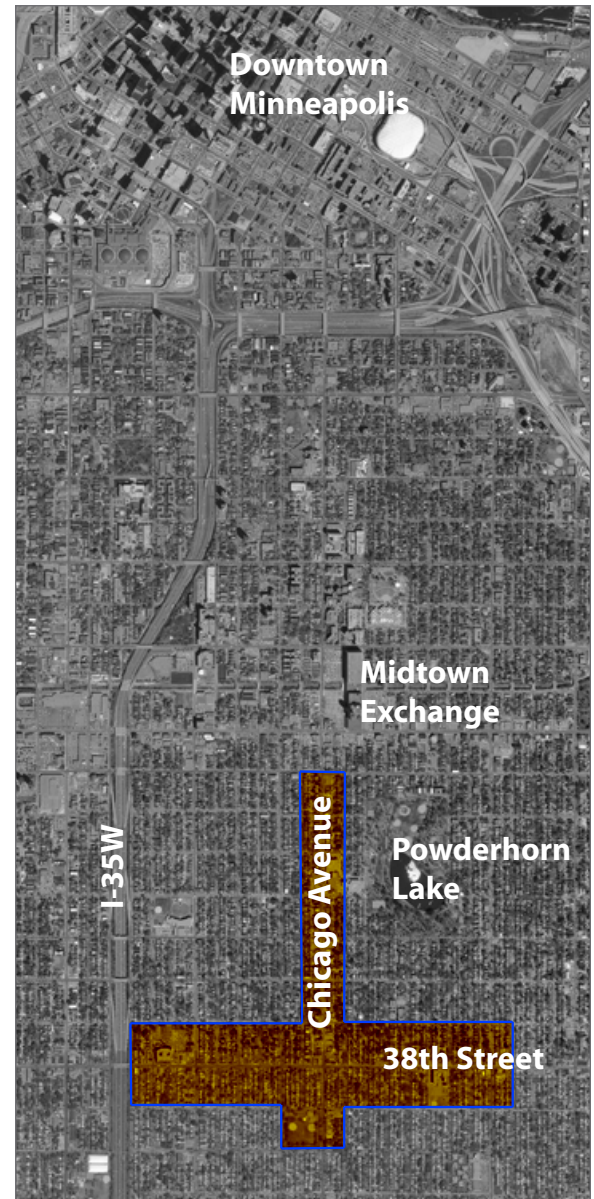 Downtown
Minneapolis
Midtown
Exchange
I-35W
Chicago Avenue
Powderhorn
Lake
38th Street